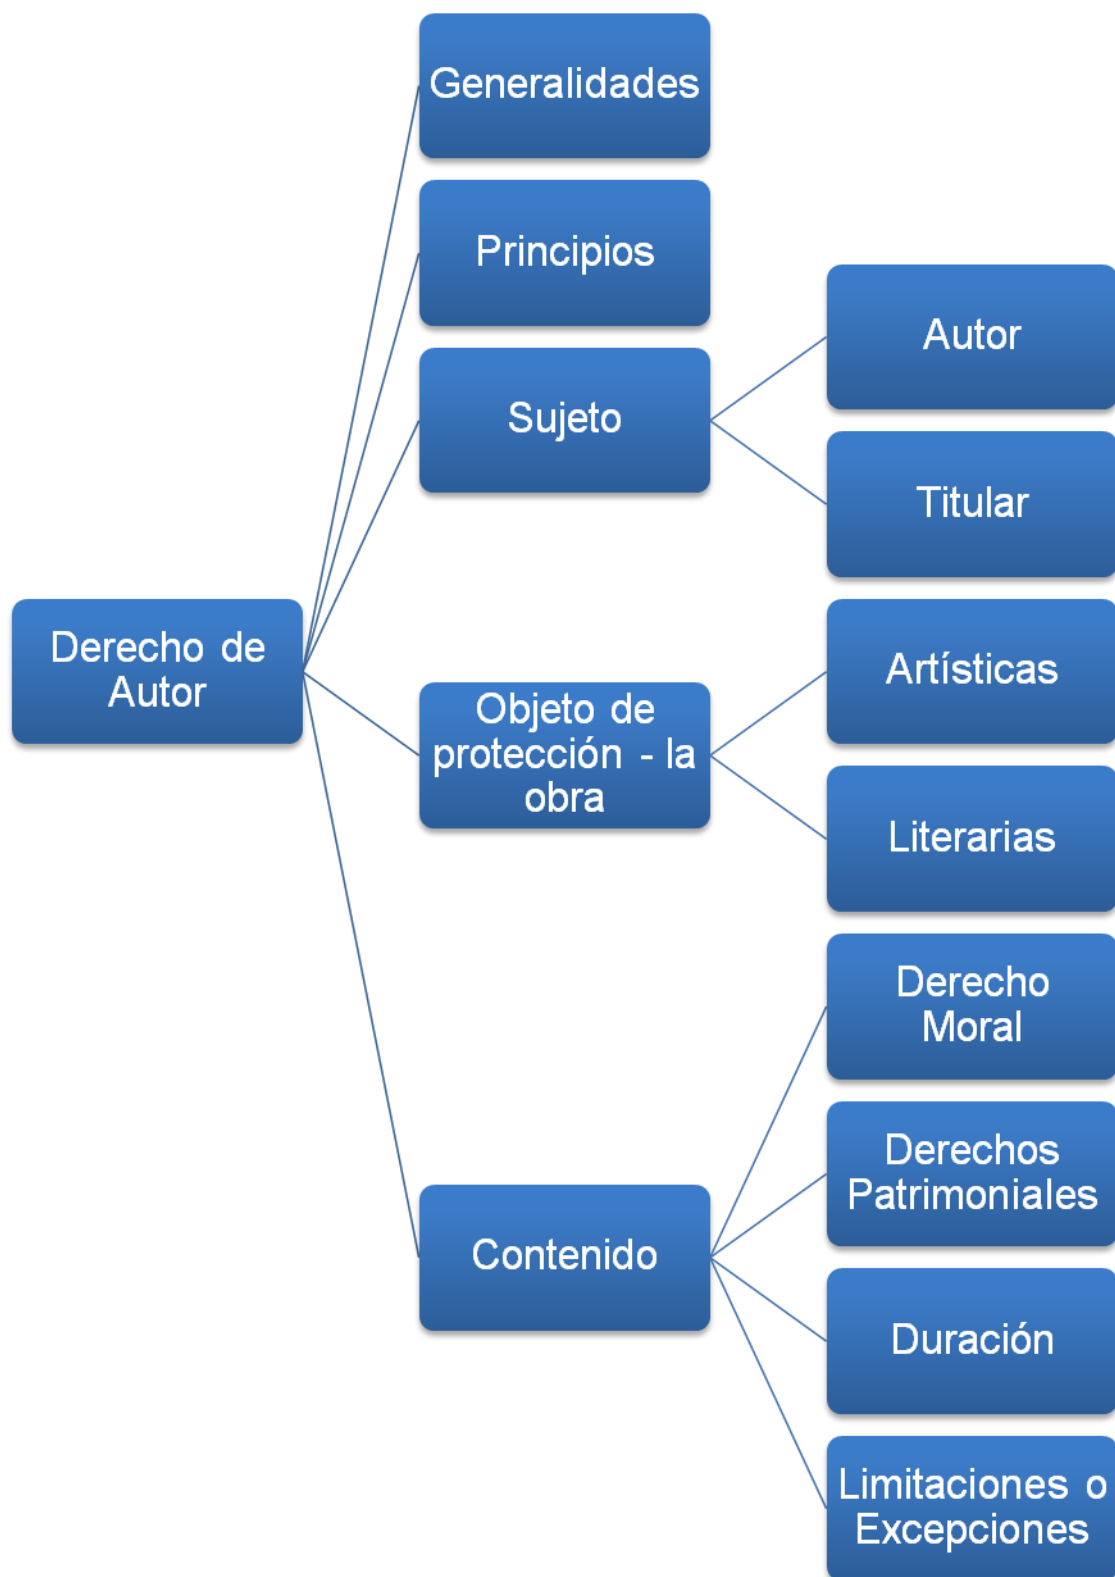 Generalidades
Principios
Autor
Sujeto
Titular
Derecho de
Autor
Artísticas
Objeto de
protección - la
obra
Literarias
Derecho
Moral
Derechos
Patrimoniales
Contenido
Duración
Limitaciones o
Excepciones